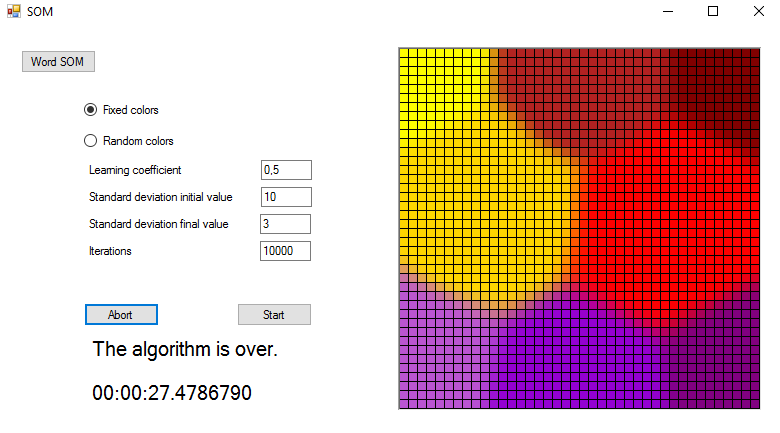 SOM
Word SOM
Fixed colors
Random colors
Learning coefficient 0,5
Standard deviation initial value 10
Standard deviation final value 3
Iterations 10000
Abort Start
The algorithm is over.
00:00:27.4786790